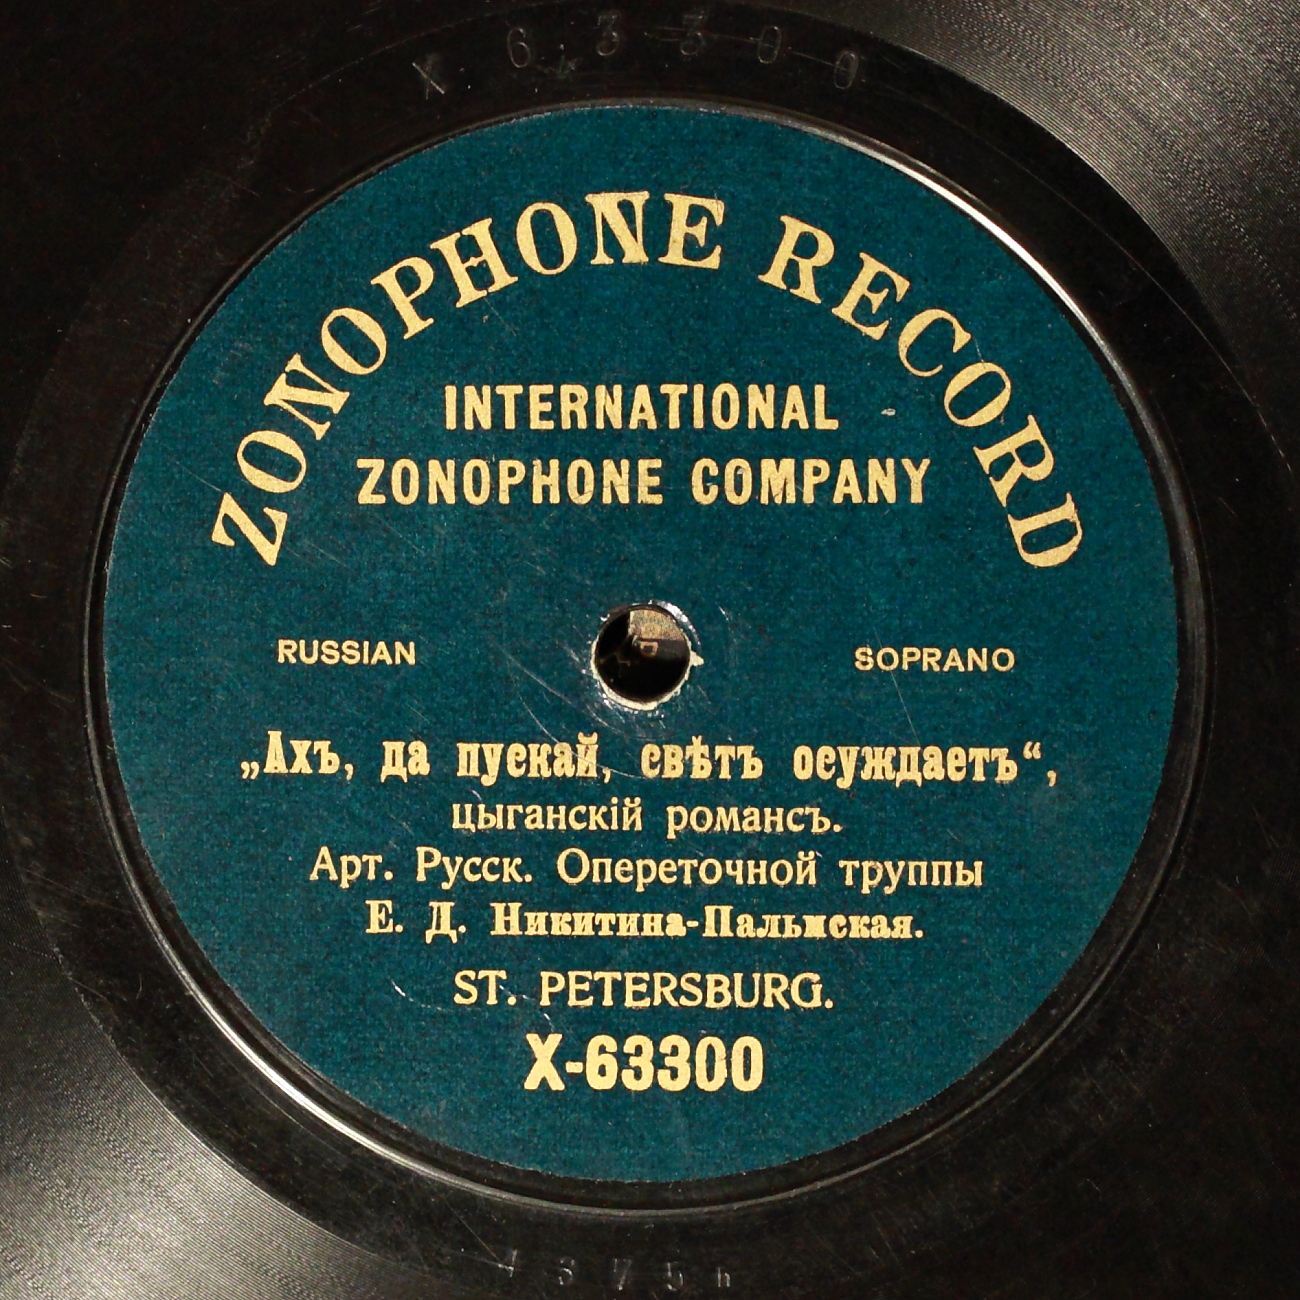 X 63300
ZONOPHONE RECORD
INTERNATIONAL
ZONOPHONE COMPANY
RUSSIAN SOPRANO
„Ахъ, да пускай, свѣтъ осуждаетъ“,
цыганскій романсъ.
Арт. Русск. Опереточной труппы
Е. Д. Никитина-Пальмская.
ST. PETERSBURG.
X-63300